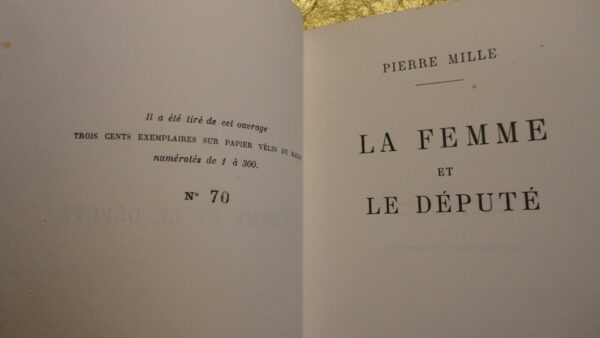 Il a été tiré de cet ouvrage
TROIS CENTS EXEMPLAIRES SUR PAPIER VÉLIN DU
numérotés de 1 à 300.
N° 70
PIERRE MILLE
LA FEMME
ET
LE DÉPUTÉ